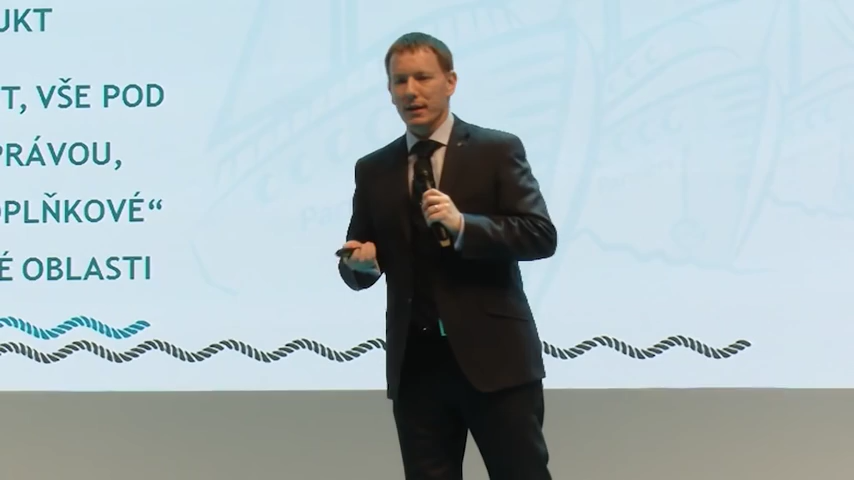 UKT
T, VŠE POD
PRÁVOU,
OPLŇKOVÉ“
É OBLASTI